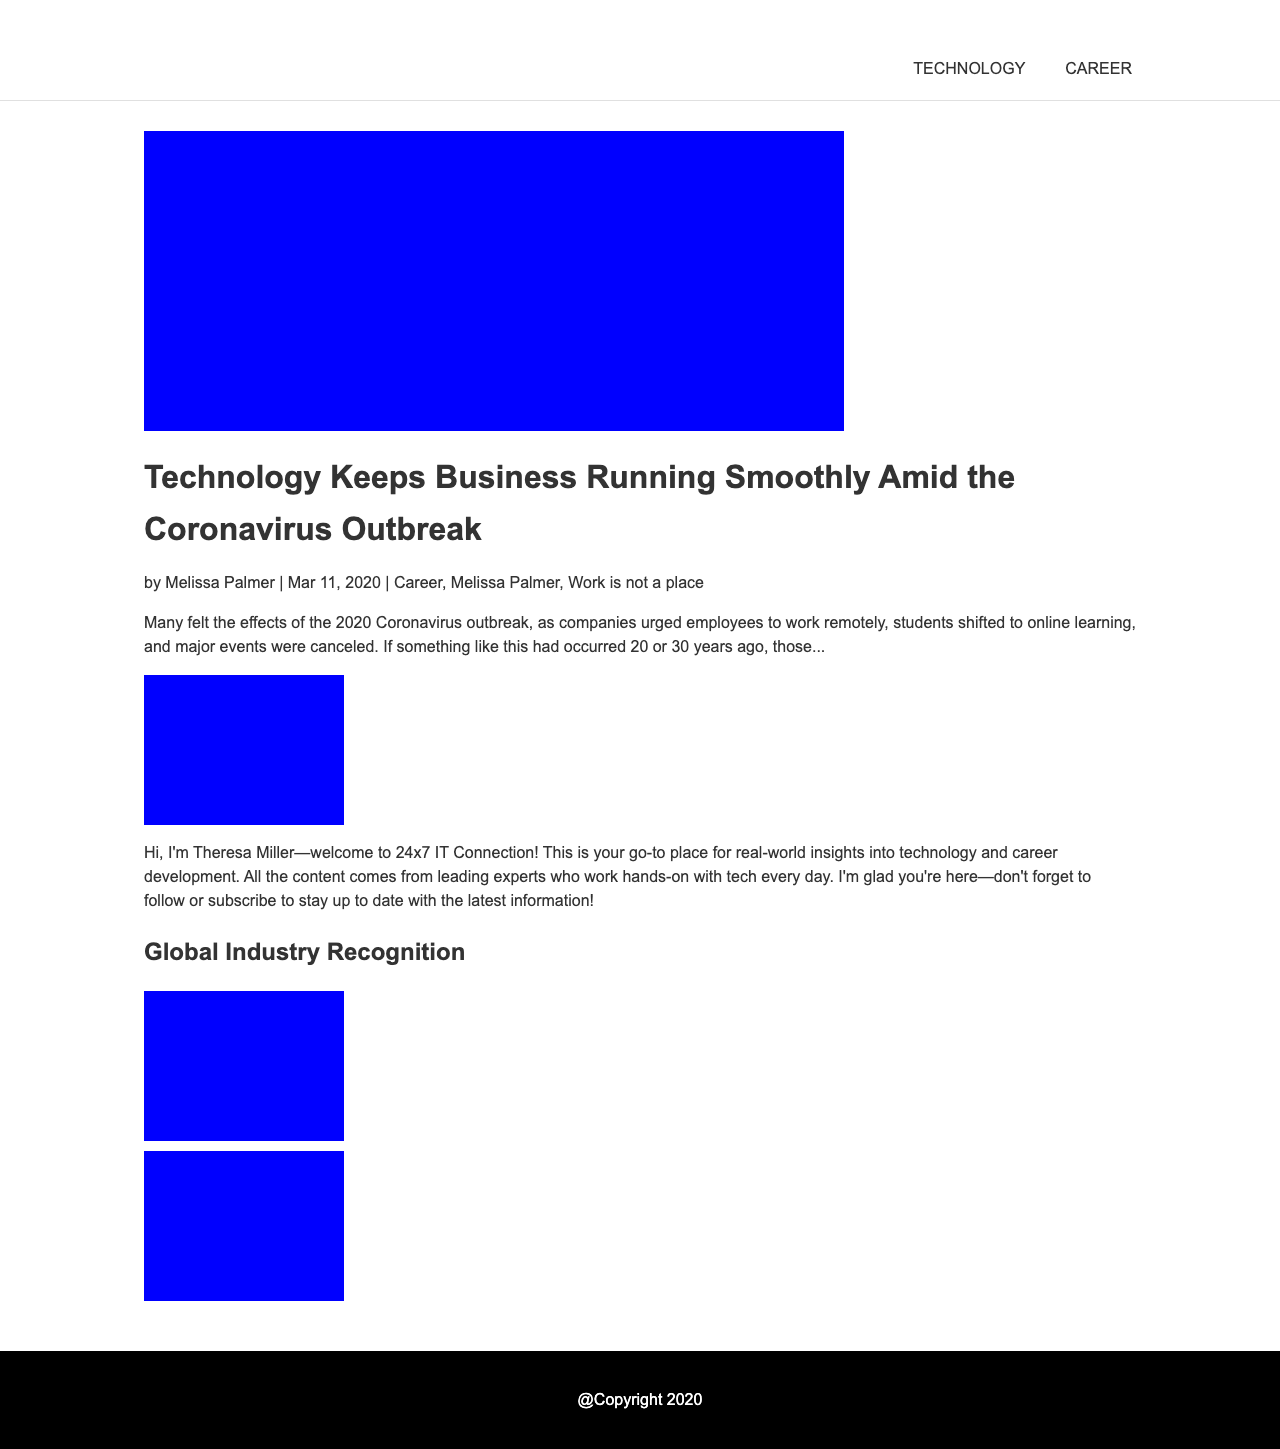 TECHNOLOGY CAREER
Technology Keeps Business Running Smoothly Amid the
Coronavirus Outbreak
by Melissa Palmer | Mar 11, 2020 | Career, Melissa Palmer, Work is not a place
Many felt the effects of the 2020 Coronavirus outbreak, as companies urged employees to work remotely, students shifted to online learning,
and major events were canceled. If something like this had occurred 20 or 30 years ago, those...
Hi, I'm Theresa Miller—welcome to 24x7 IT Connection! This is your go-to place for real-world insights into technology and career
development. All the content comes from leading experts who work hands-on with tech every day. I'm glad you're here—don't forget to
follow or subscribe to stay up to date with the latest information!
Global Industry Recognition
@Copyright 2020